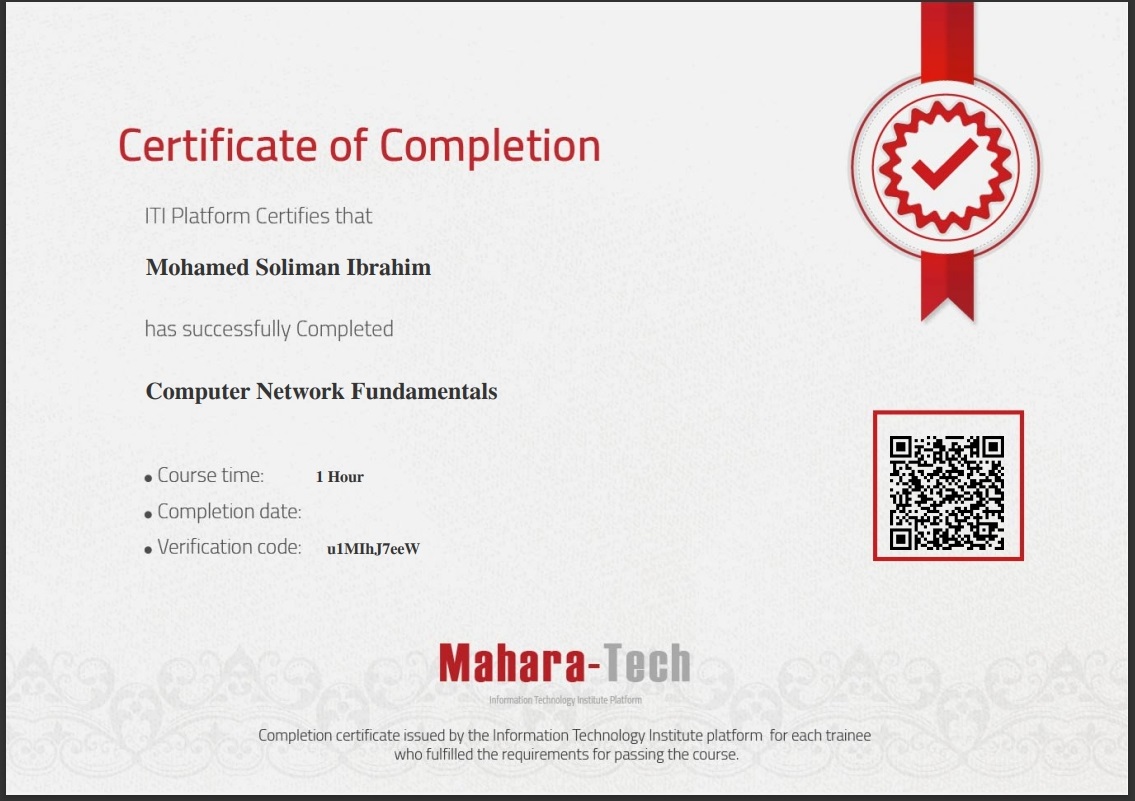 Certificate of Completion
ITI Platform Certifies that
Mohamed Soliman Ibrahim
has successfully Completed
Computer Network Fundamentals
• Course time: 1 Hour
• Completion date:
• Verification code: u1MIhJ7eeW
Mahara-Tech
Information Technology Institute Platform
Completion certificate issued by the Information Technology Institute platform for each trainee
who fulfilled the requirements for passing the course.